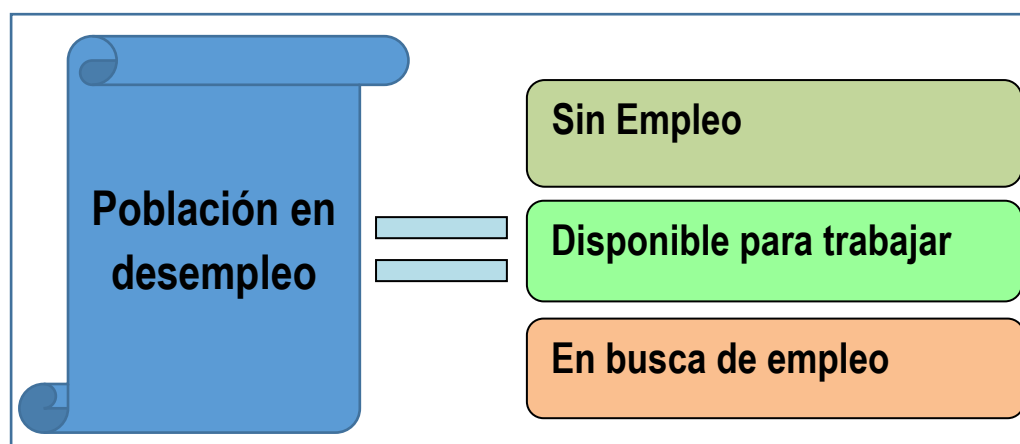 Población en
desempleo
Sin Empleo
Disponible para trabajar
En busca de empleo